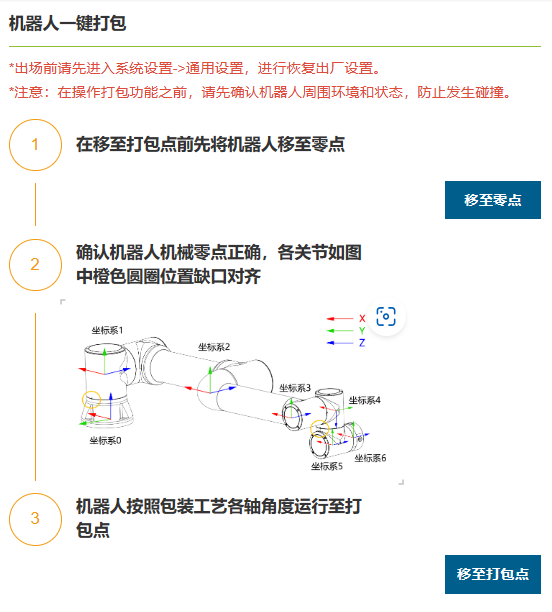 机器人一键打包
*出场前请先进入系统设置->通用设置，进行恢复出厂设置。
*注意：在操作打包功能之前，请先确认机器人周围环境和状态，防止发生碰撞。
1
在移至打包点前先将机器人移至零点
移至零点
2
确认机器人机械零点正确，各关节如图
中橙色圆圈位置缺口对齐
X
Y
Z
坐标系1
坐标系2
坐标系3
坐标系4
坐标系0
坐标系5
坐标系6
3
机器人按照包装工艺各轴角度运行至打
包点
移至打包点